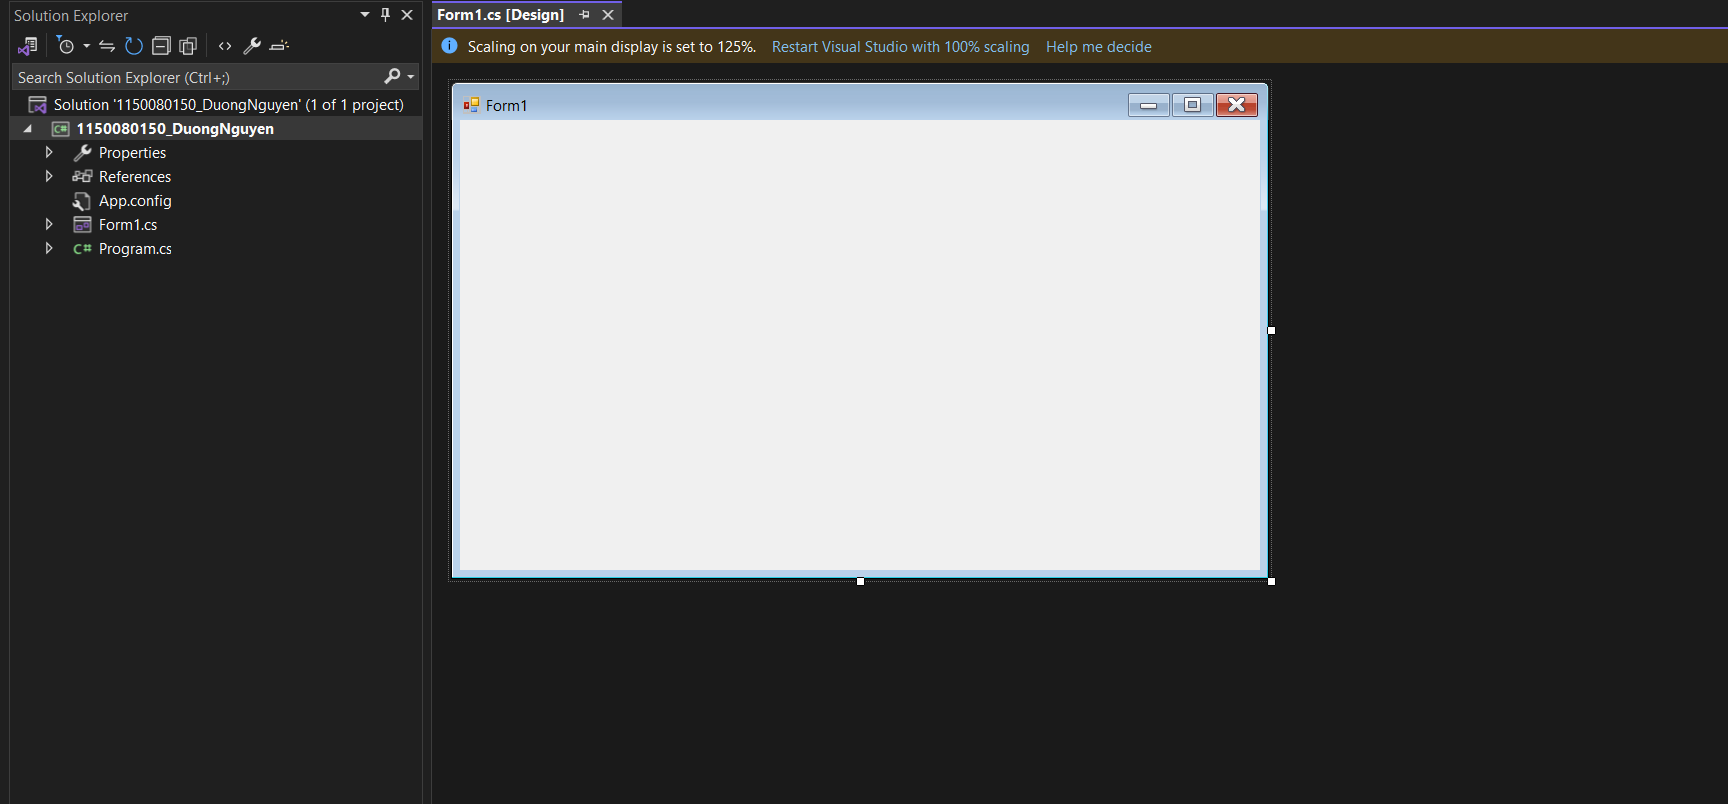 Solution Explorer
Search Solution Explorer (Ctrl+;)
Solution '1150080150_DuongNguyen' (1 of 1 project)
1150080150_DuongNguyen
Properties
References
App.config
Form1.cs
C# Program.cs
Form1.cs [Design]
Scaling on your main display is set to 125%. Restart Visual Studio with 100% scaling Help me decide
Form1